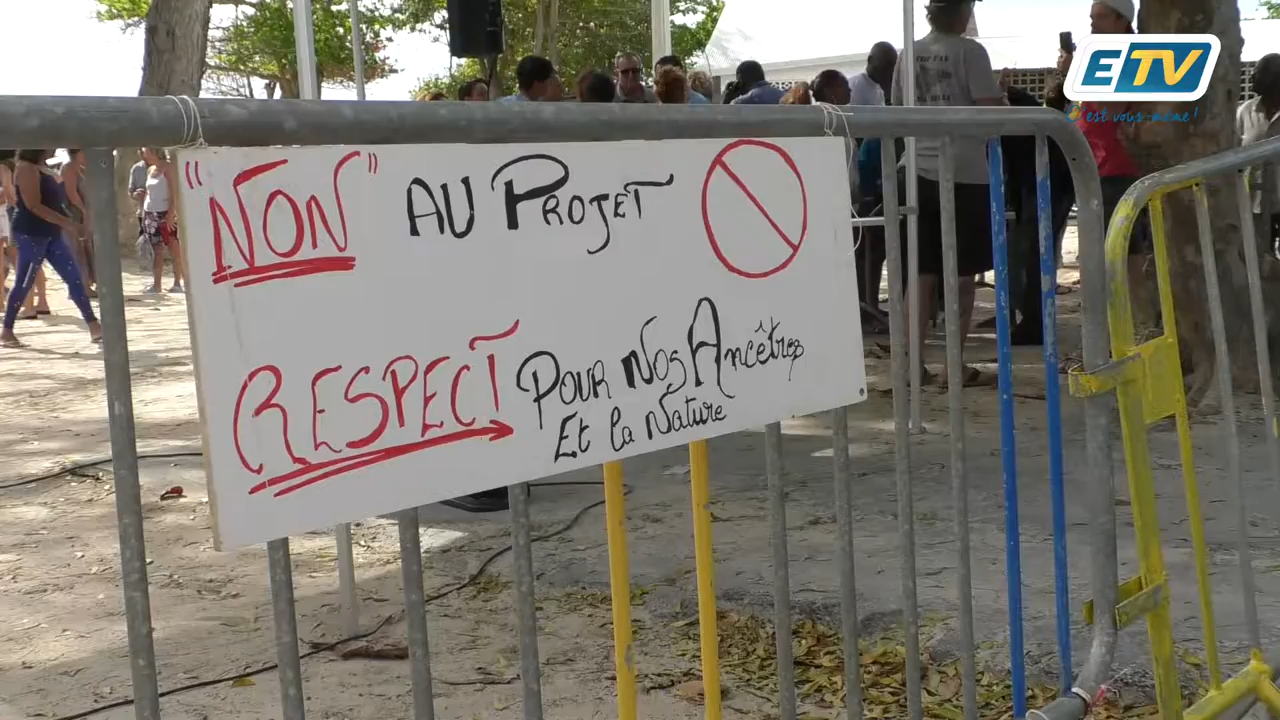 ETV
C'est vous-même !
"NON" AU PROJET
RESPECT POUR NOS Ancêtres
Et la Nature